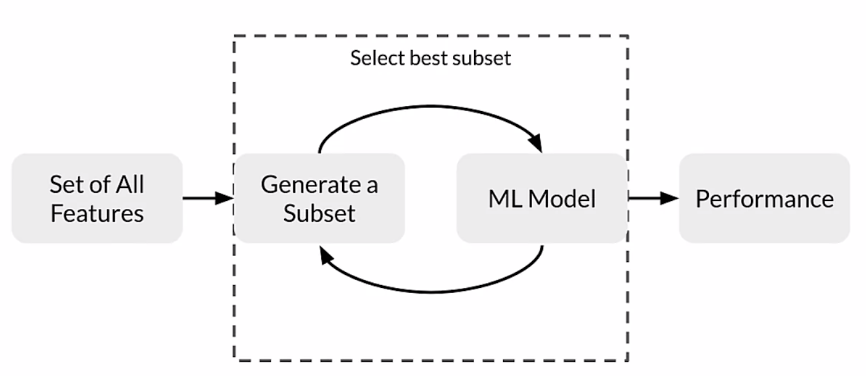 Select best subset
Set of All
Features
Generate a
Subset
ML Model
Performance